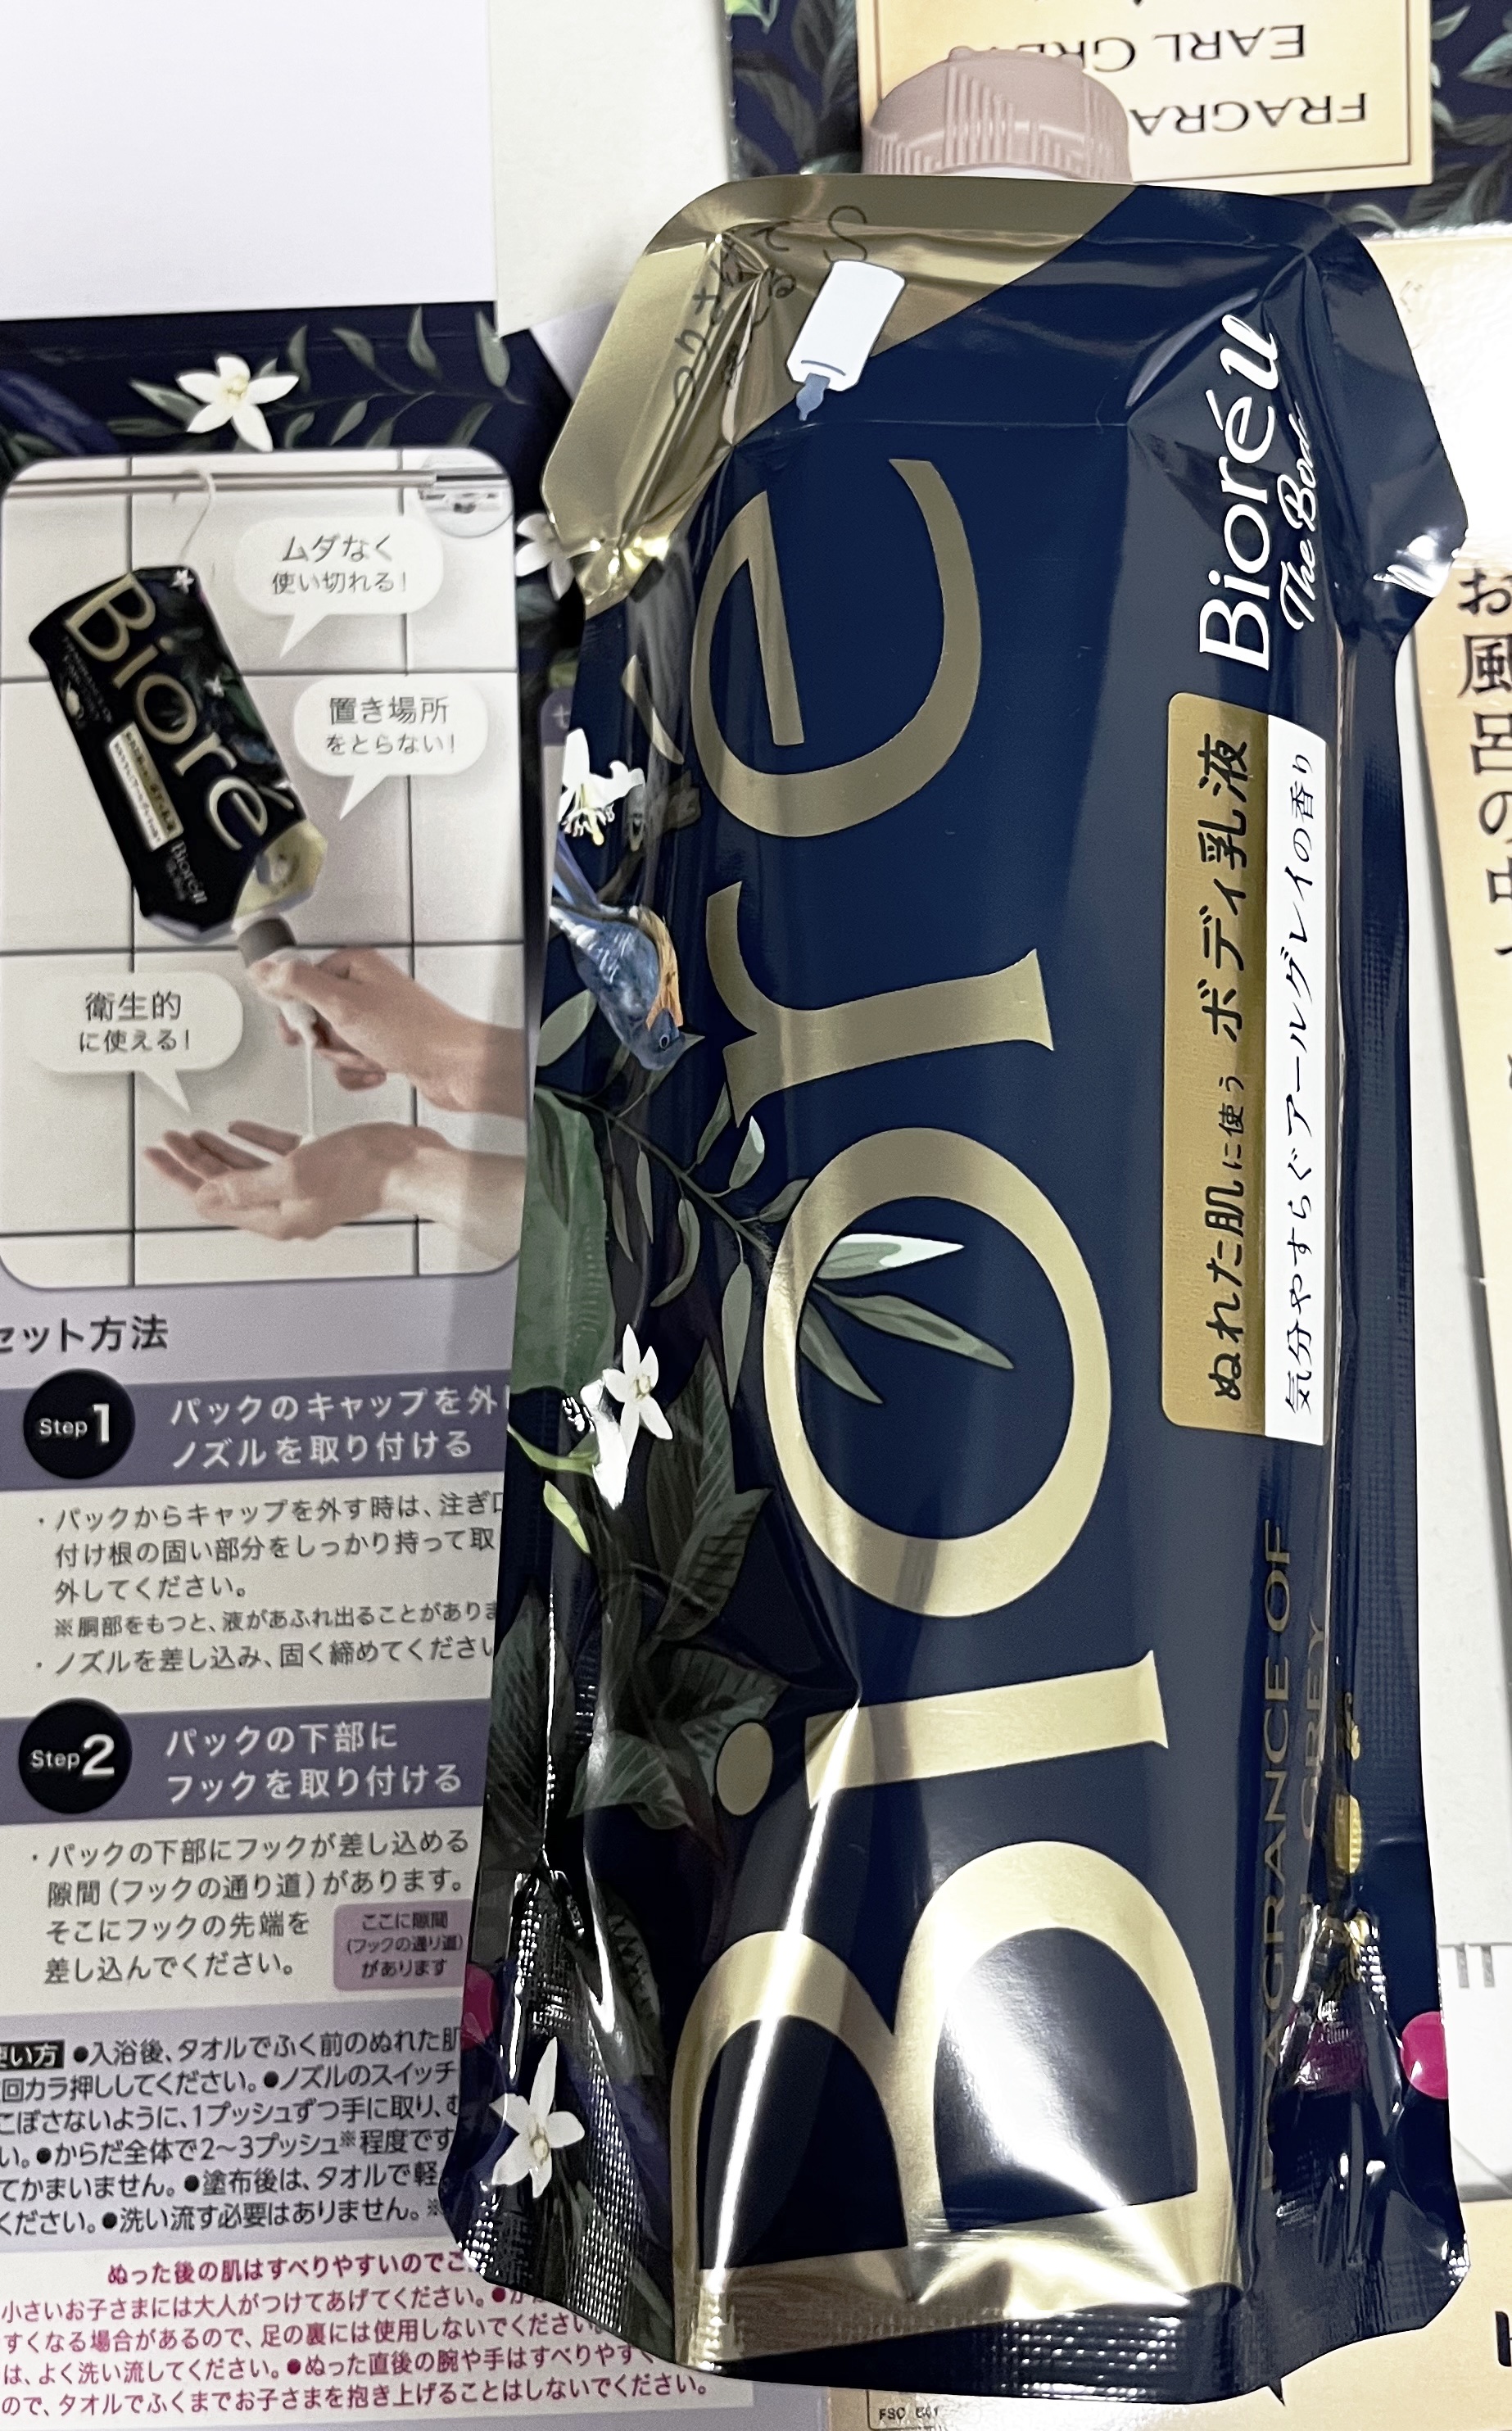 FRAGRA
EARL GRE
Bioré
Bioré u
The Body
ぬれた肌に使う ボディ乳液
気分やすらぐアールグレイの香り
FRAGRANCE OF
GREY
ムダなく
使い切れる!
置き場所
をとらない!
衛生的
に使える!
Bioré
セット方法
Step1
パックのキャップを外し
ノズルを取り付ける
・パックからキャップを外す時は、注ぎ口
付け根の固い部分をしっかり持って取
外してください。
※胴部をもつと、液があふれ出ることがありま
・ノズルを差し込み、固く締めてください
Step2
パックの下部に
フックを取り付ける
・パックの下部にフックが差し込める
隙間(フックの通り道)があります。
そこにフックの先端を
差し込んでください。
ここに隙間
(フックの通り道)
があります
使い方 ●入浴後、タオルでふく前のぬれた肌
回カラ押ししてください。●ノズルのスイッチ
こぼさないように、1プッシュずつ手に取り、む
い。●からだ全体で2〜3プッシュ※程度です
てかまいません。●塗布後は、タオルで軽
ください。●洗い流す必要はありません。※
ぬった後の肌はすべりやすいのでご
小さいお子さまには大人がつけてあげてください。●か
すくなる場合があるので、足の裏には使用しないでください
は、よく洗い流してください。●ぬった直後の腕や手はすべりやすく
ので、タオルでふくまでお子さまを抱き上げることはしないでください。
お風呂の中
FSC